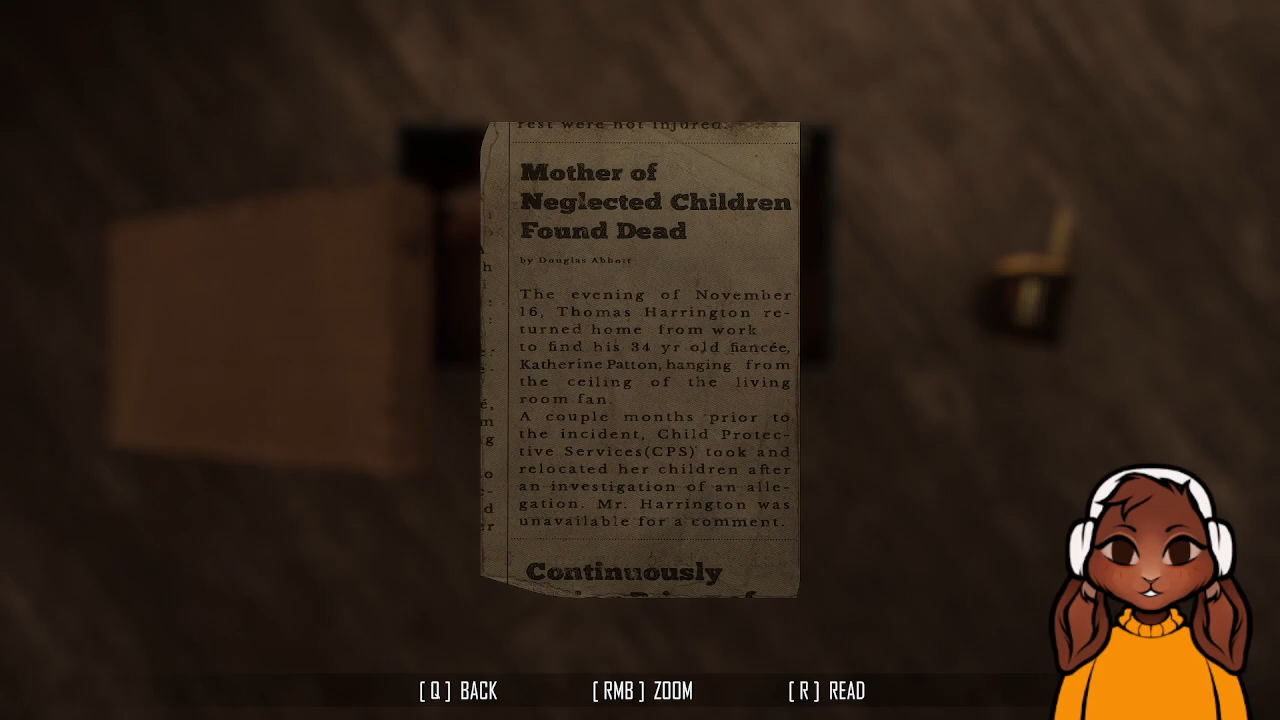 rest were not injured.
Mother of
Neglected Children
Found Dead
by Douglas Abbott
The evening of November
16, Thomas Harrington re-
turned home from work
to find his 34 yr old fiancée,
Katherine Patton, hanging from
the ceiling of the living
room fan.
A couple months prior to
the incident, Child Protec-
tive Services(CPS) took and
relocated her children after
an investigation of an alle-
gation. Mr. Harrington was
unavailable for a comment.
Continuously
[ Q ] BACK
[ RMB ] ZOOM
[ R ] READ